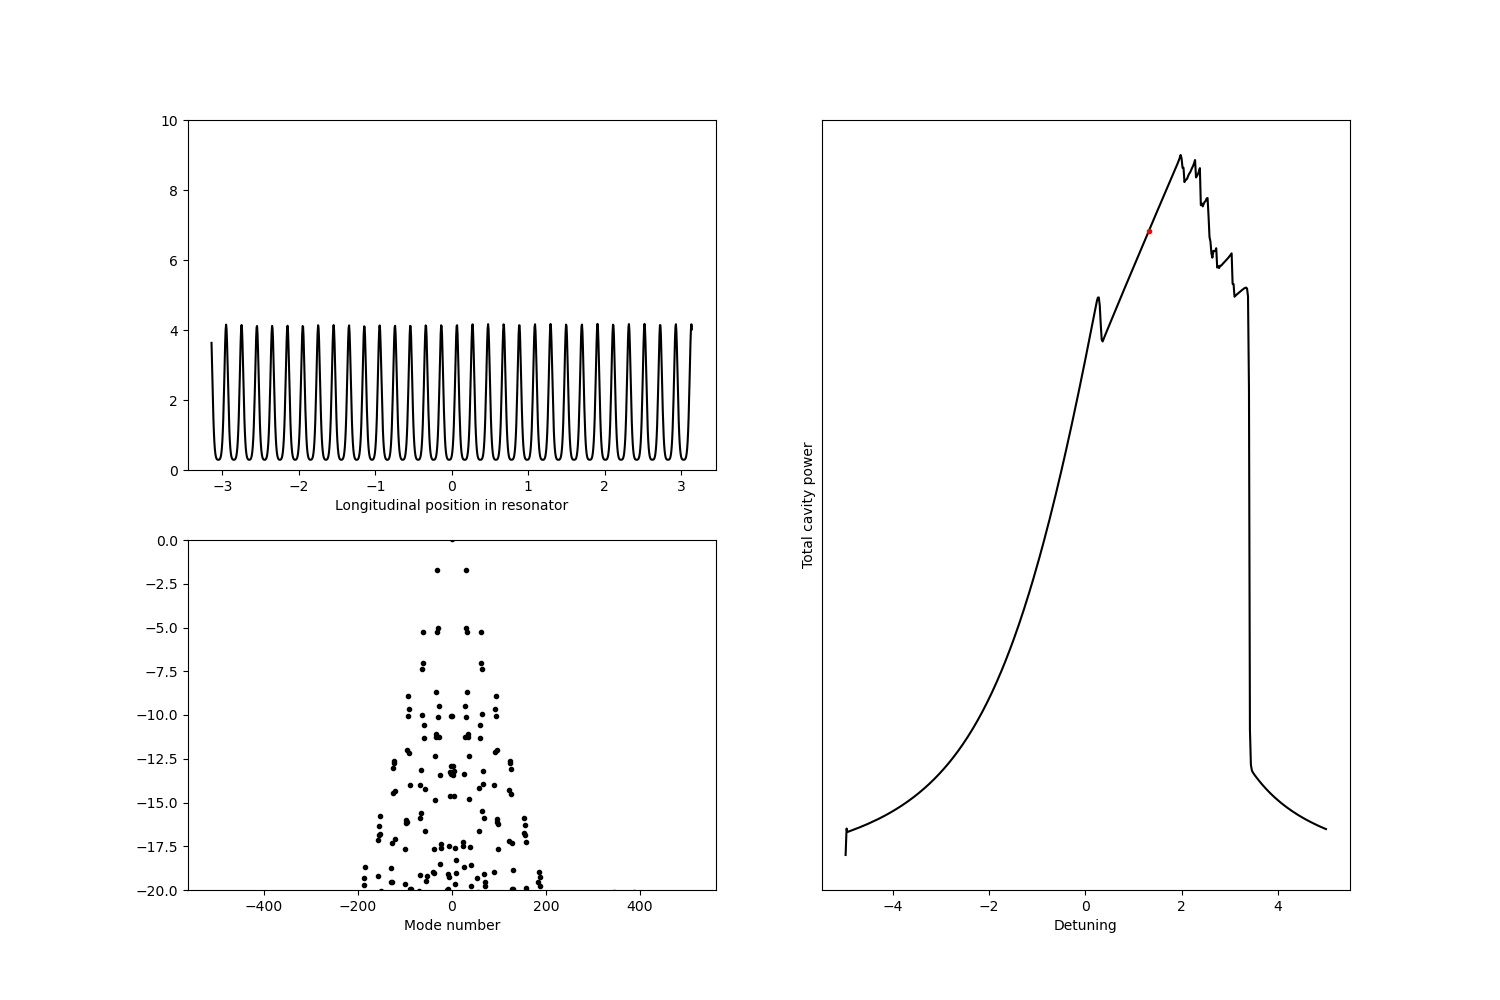 10
8
6
4
2
0
−3 −2 −1 0 1 2 3
Longitudinal position in resonator
0.0
−2.5
−5.0
−7.5
−10.0
−12.5
−15.0
−17.5
−20.0
−400 −200 0 200 400
Mode number
Total cavity power
−4 −2 0 2 4
Detuning